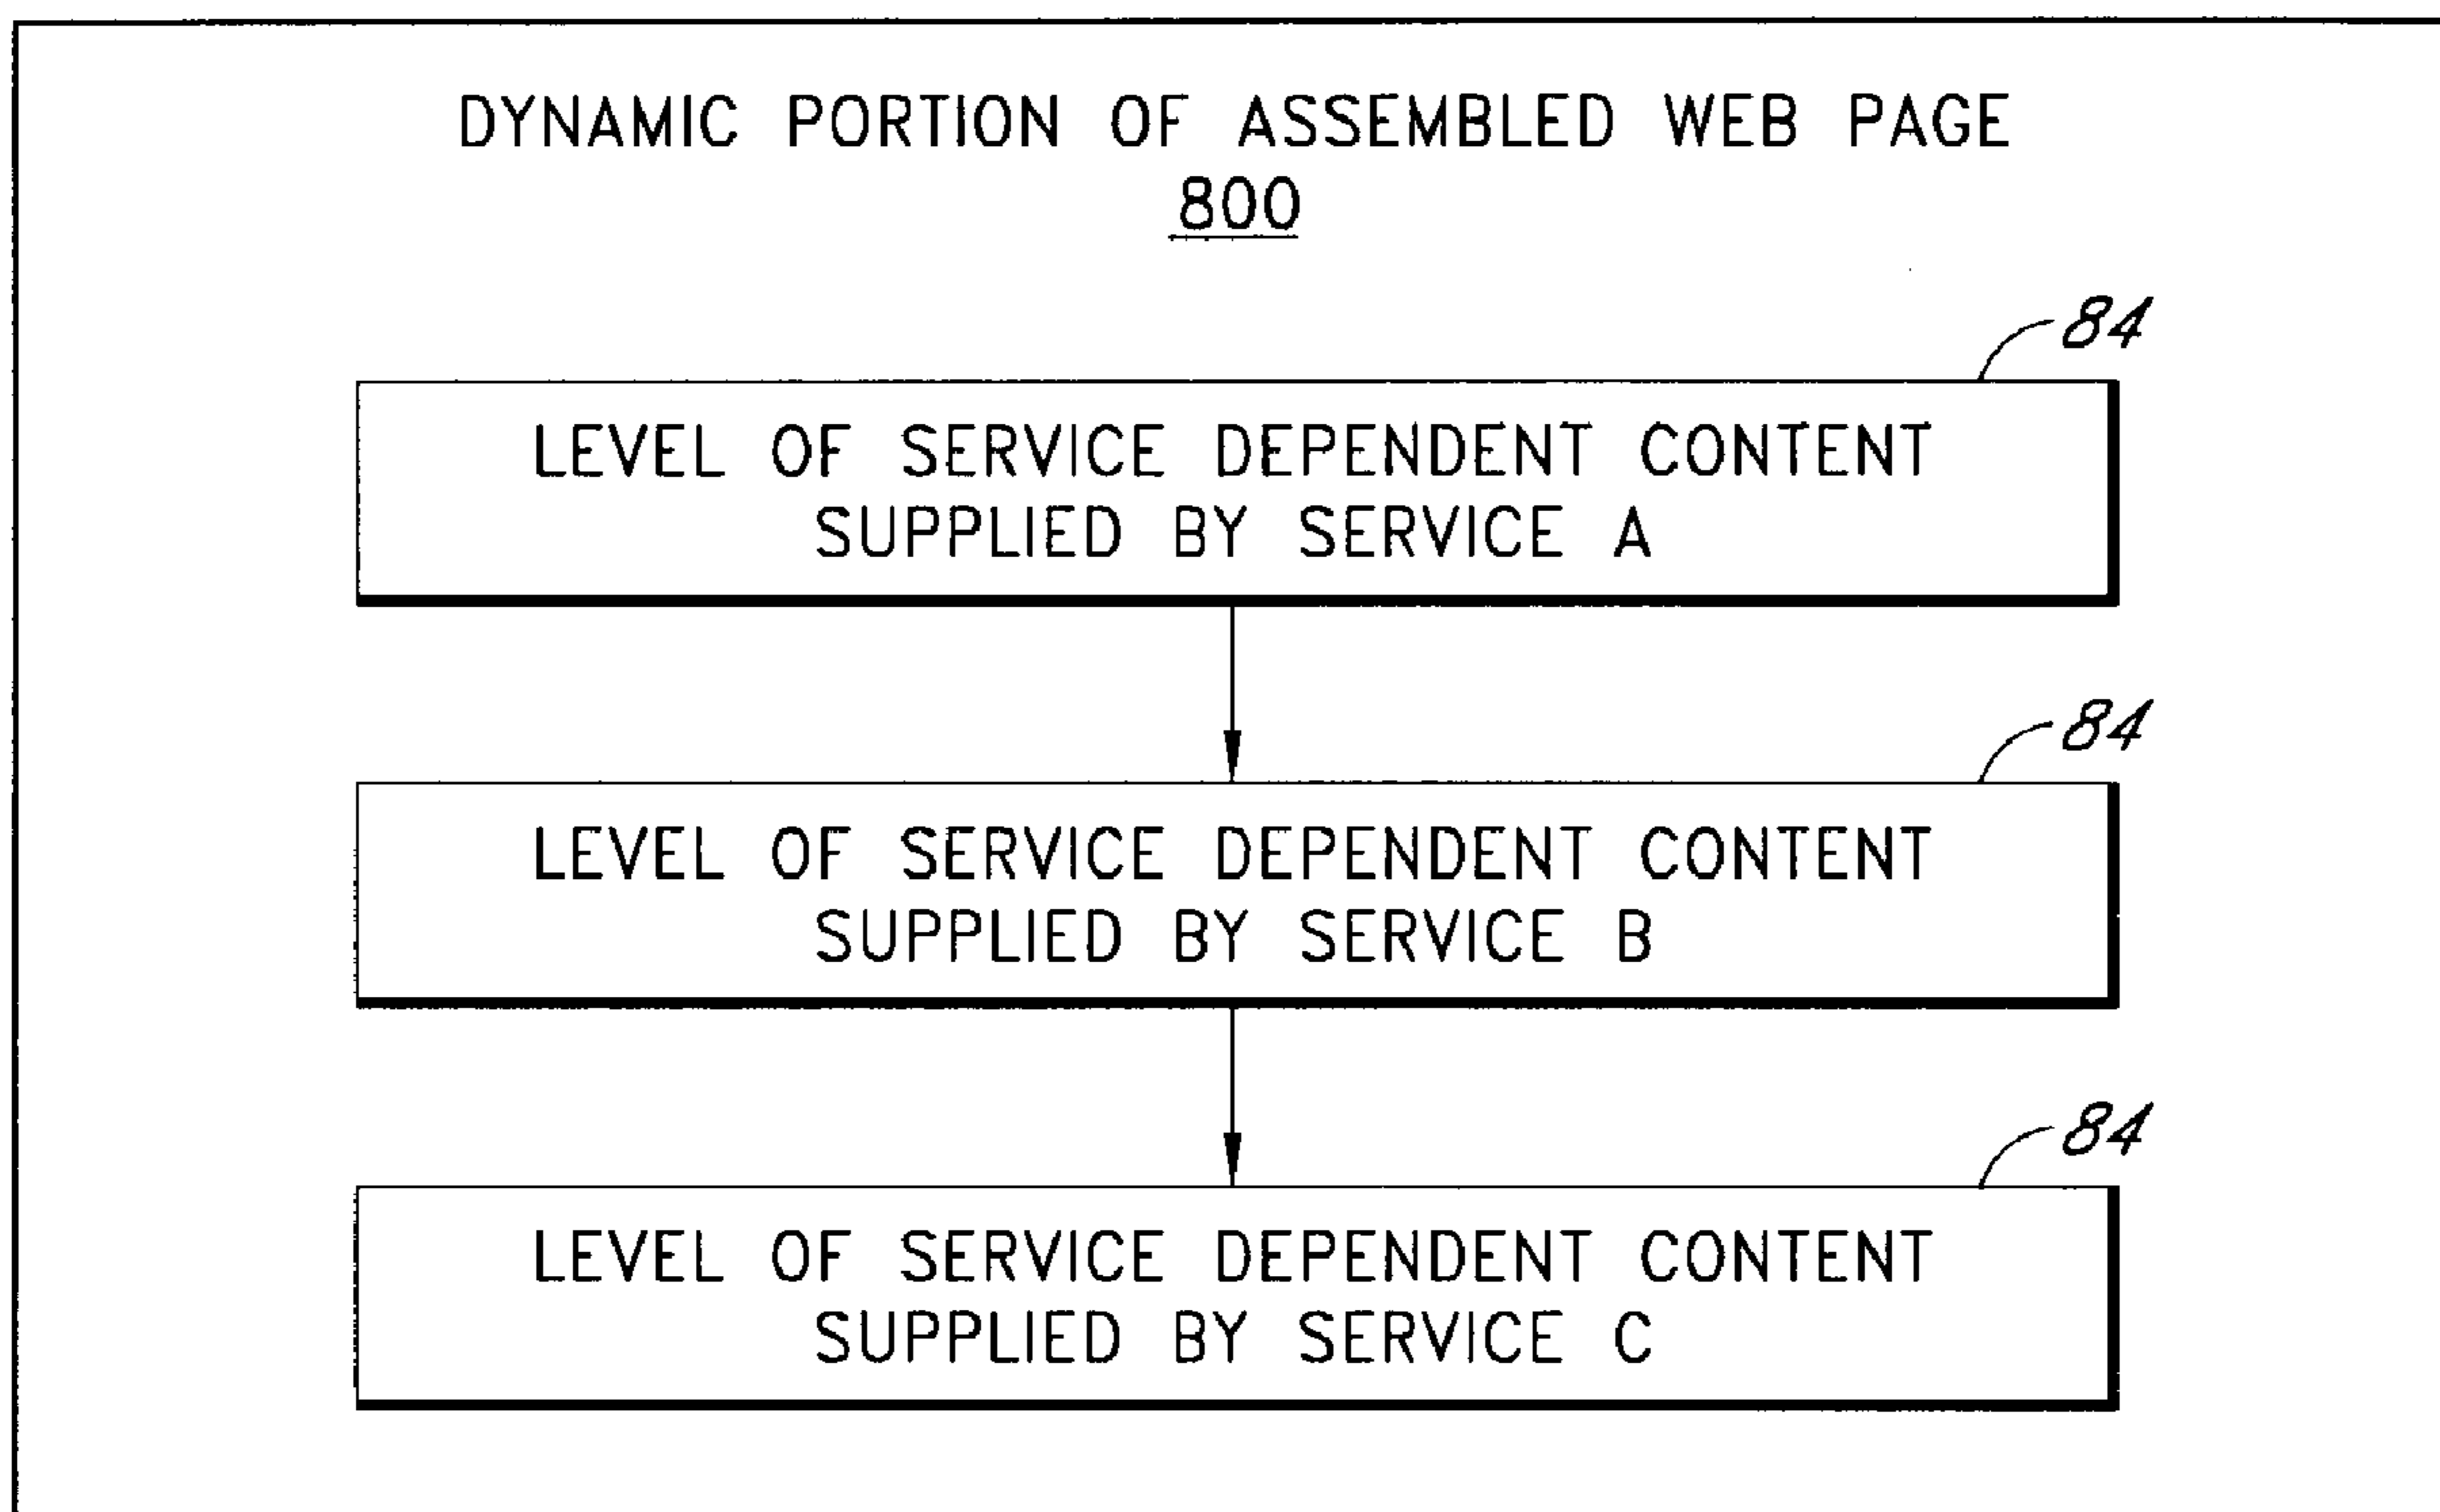 DYNAMIC PORTION OF ASSEMBLED WEB PAGE
800
84
LEVEL OF SERVICE DEPENDENT CONTENT
SUPPLIED BY SERVICE A
84
LEVEL OF SERVICE DEPENDENT CONTENT
SUPPLIED BY SERVICE B
84
LEVEL OF SERVICE DEPENDENT CONTENT
SUPPLIED BY SERVICE C